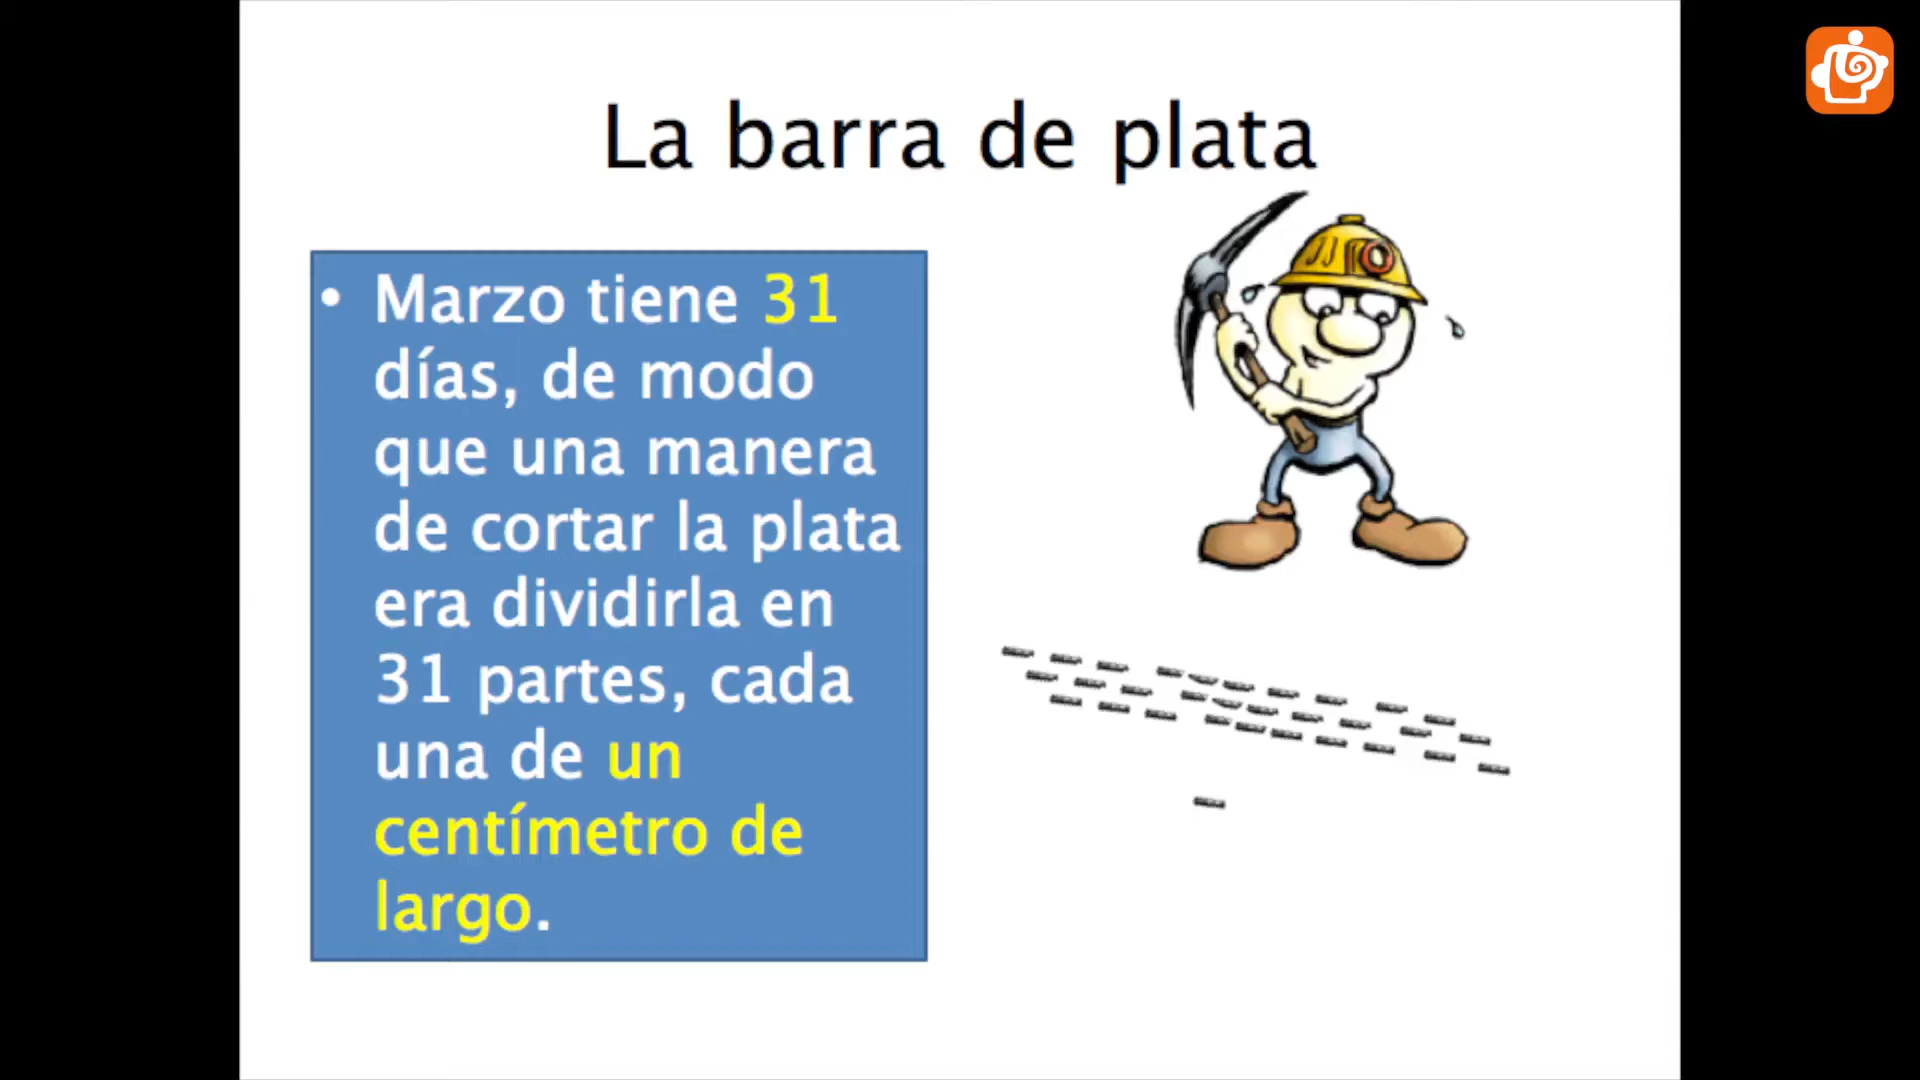 La barra de plata
• Marzo tiene 31
días, de modo
que una manera
de cortar la plata
era dividirla en
31 partes, cada
una de un
centímetro de
largo.